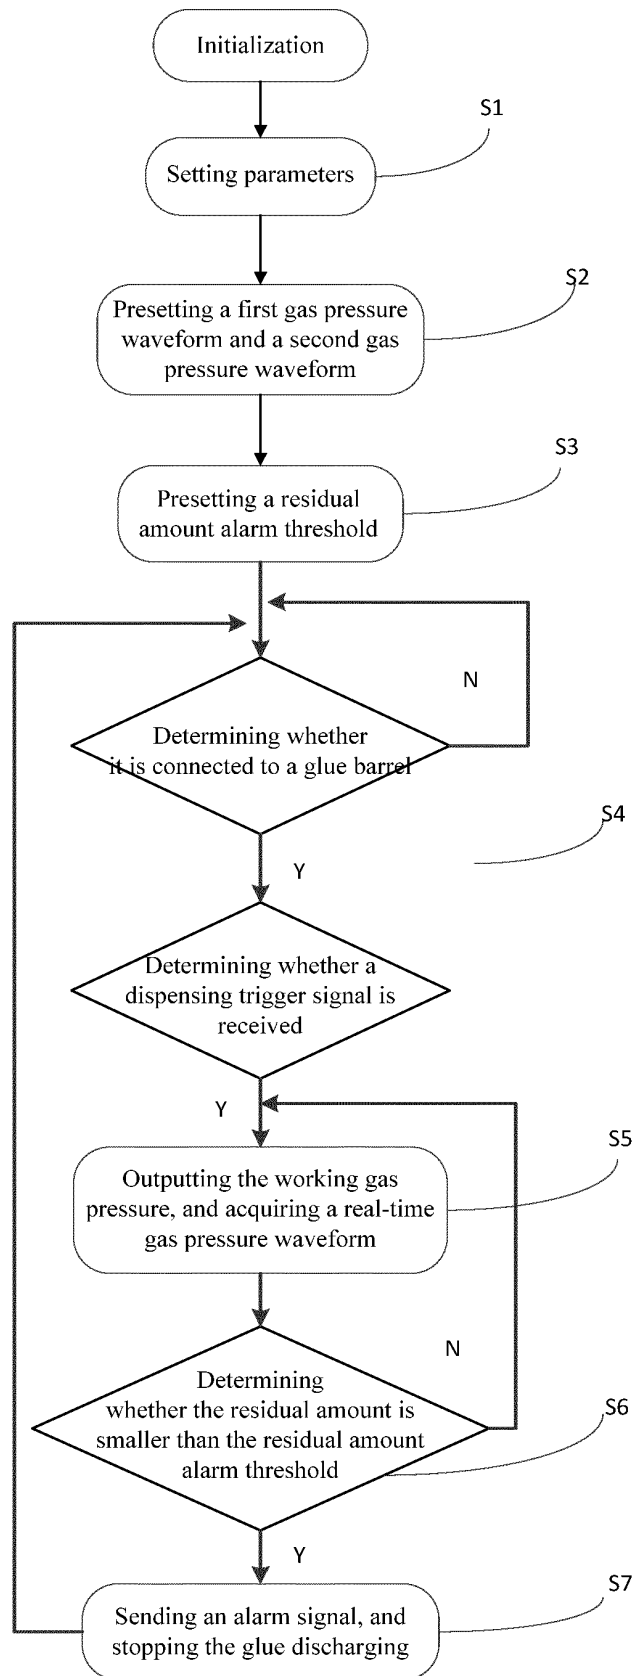 Initialization
S1
Setting parameters
S2
Presetting a first gas pressure
waveform and a second gas
pressure waveform
S3
Presetting a residual
amount alarm threshold
N
Determining whether
it is connected to a glue barrel
S4
Y
Determining whether a
dispensing trigger signal is
received
Y
S5
Outputting the working gas
pressure, and acquiring a real-time
gas pressure waveform
N
Determining
whether the residual amount is
smaller than the residual amount
alarm threshold
S6
Y
S7
Sending an alarm signal, and
stopping the glue discharging